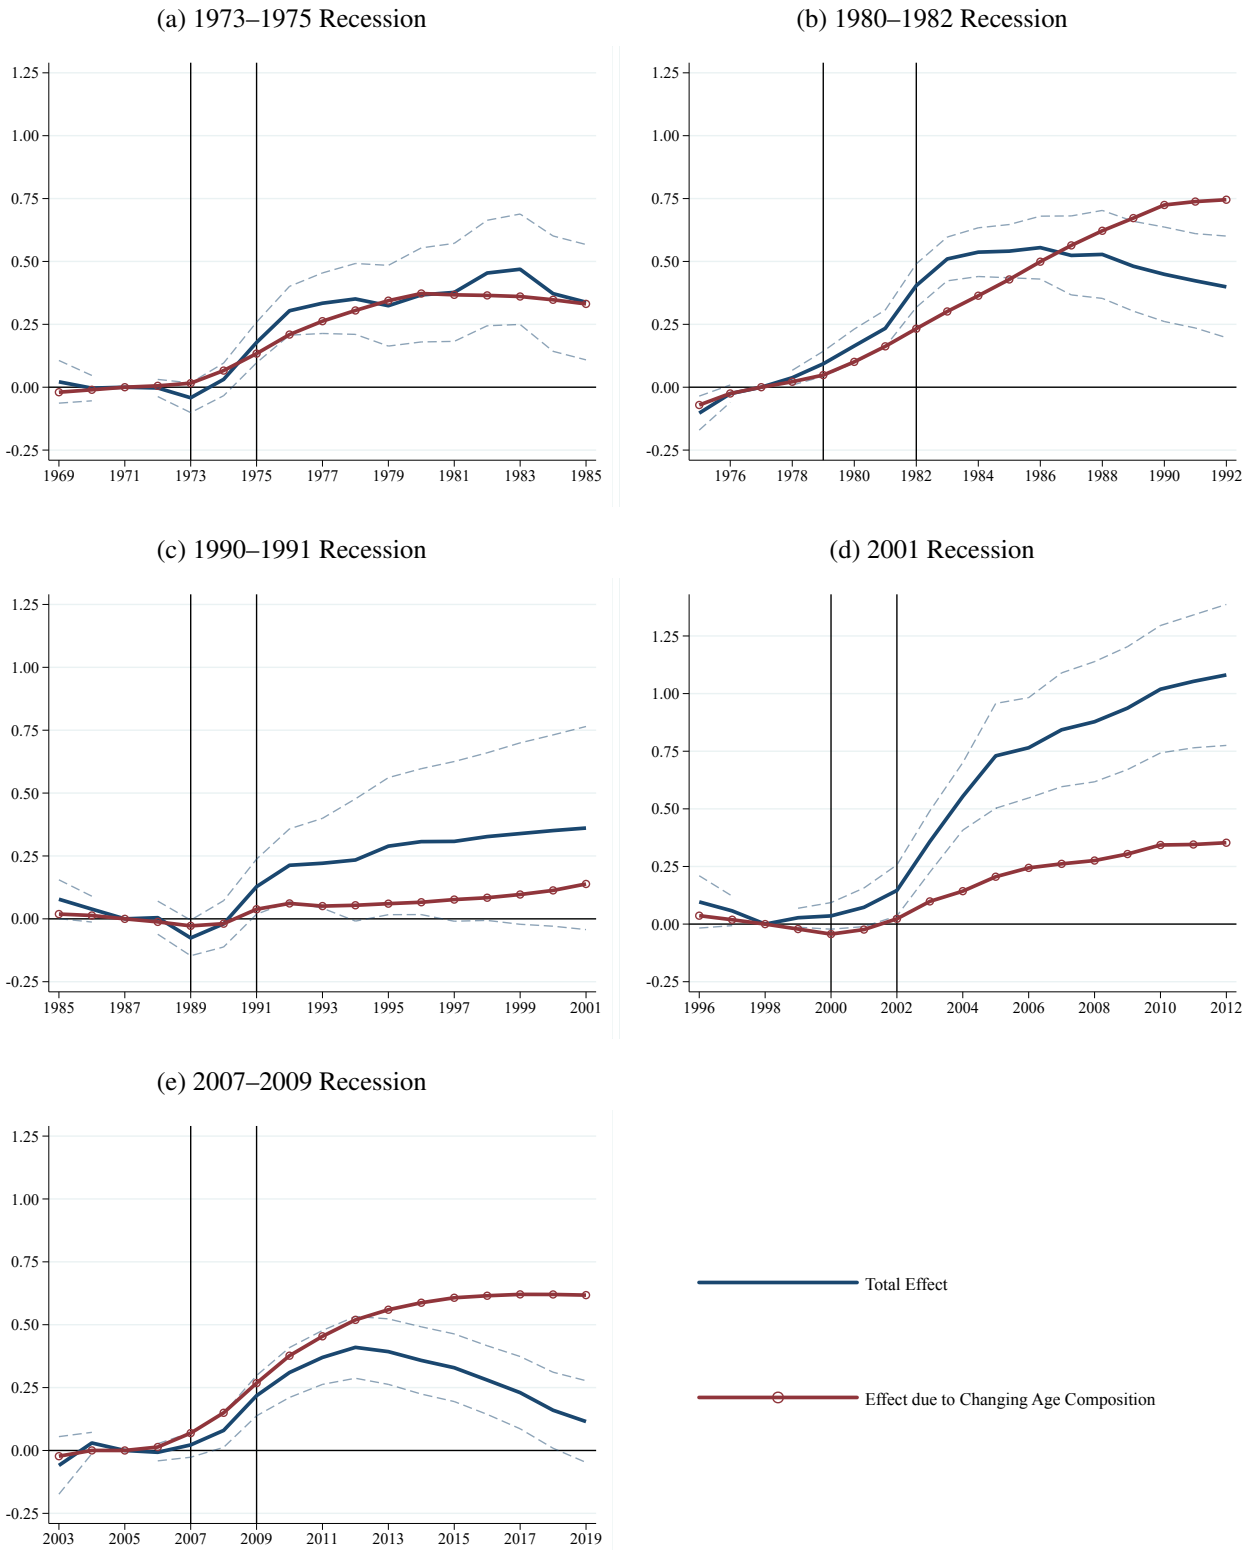 (a) 1973–1975 Recession
1.25
1.00
0.75
0.50
0.25
0.00
-0.25
1969 1971 1973 1975 1977 1979 1981 1983 1985
(b) 1980–1982 Recession
1.25
1.00
0.75
0.50
0.25
0.00
-0.25
1976 1978 1980 1982 1984 1986 1988 1990 1992
(c) 1990–1991 Recession
1.25
1.00
0.75
0.50
0.25
0.00
-0.25
1985 1987 1989 1991 1993 1995 1997 1999 2001
(d) 2001 Recession
1.25
1.00
0.75
0.50
0.25
0.00
-0.25
1996 1998 2000 2002 2004 2006 2008 2010 2012
(e) 2007–2009 Recession
1.25
1.00
0.75
0.50
0.25
0.00
-0.25
2003 2005 2007 2009 2011 2013 2015 2017 2019
Total Effect
Effect due to Changing Age Composition